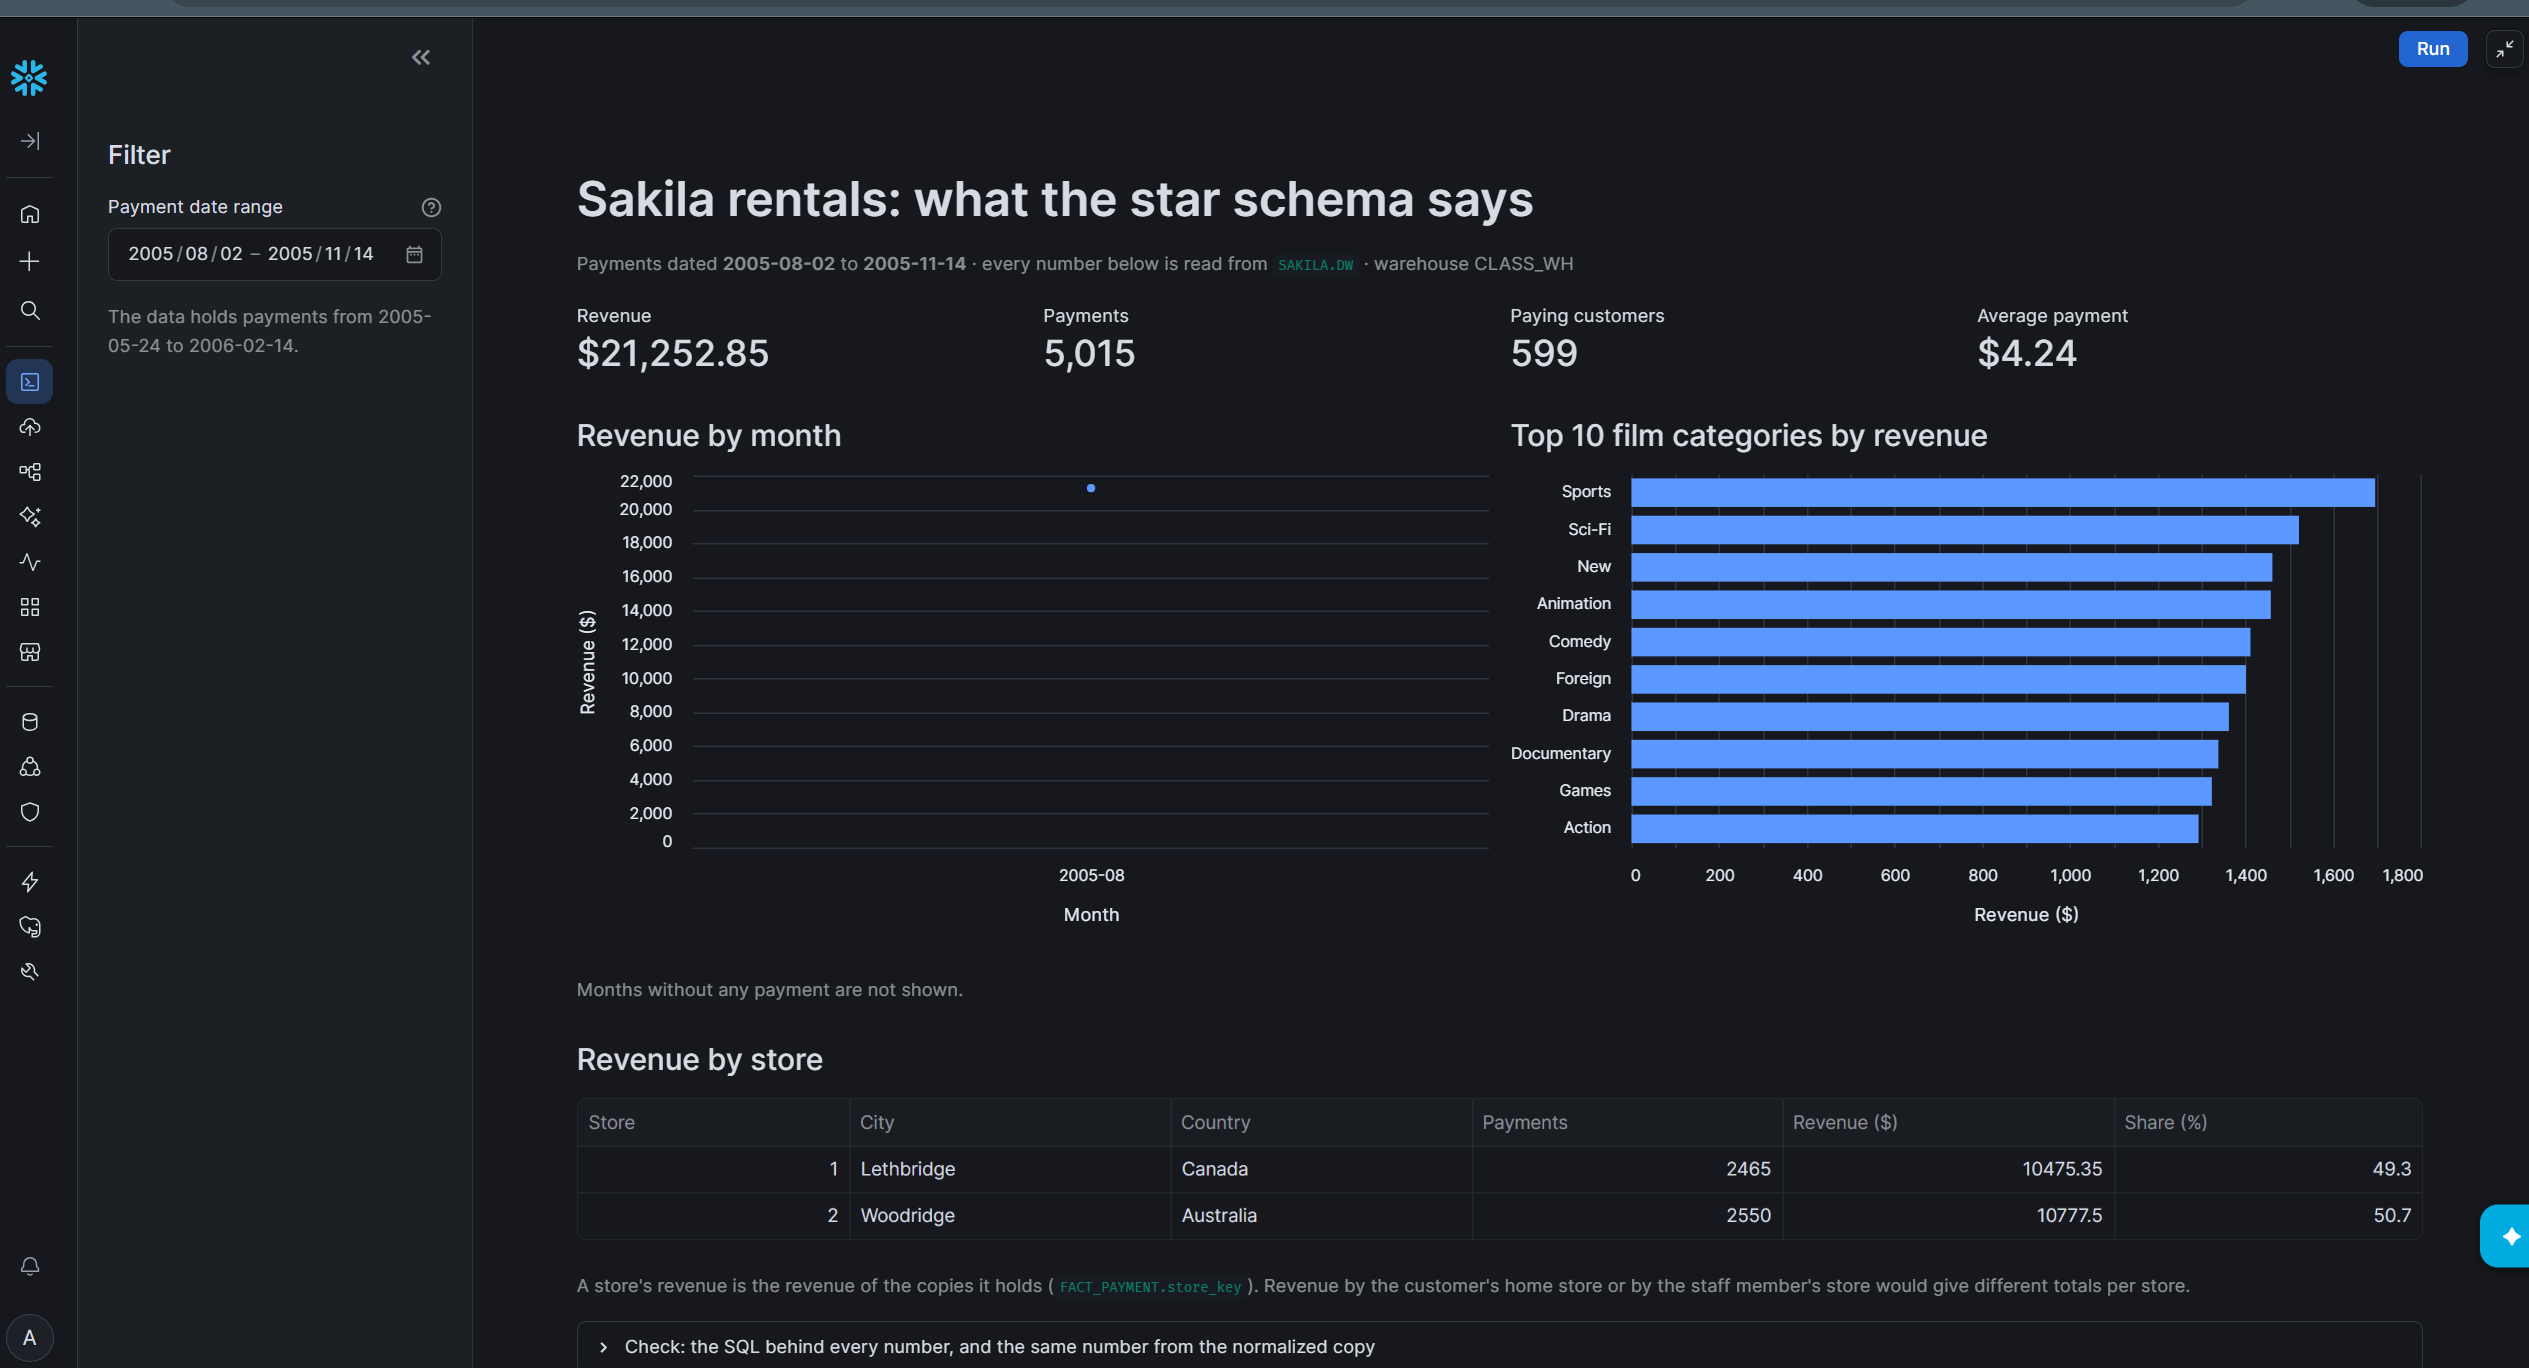 Run
Filter
Payment date range
2005/08/02 – 2005/11/14
The data holds payments from 2005-
05-24 to 2006-02-14.
Sakila rentals: what the star schema says
Payments dated 2005-08-02 to 2005-11-14 · every number below is read from SAKILA.DW · warehouse CLASS_WH
Revenue
$21,252.85
Payments
5,015
Paying customers
599
Average payment
$4.24
Revenue by month
22,000
20,000
18,000
16,000
14,000
12,000
10,000
8,000
6,000
4,000
2,000
0
Revenue ($)
2005-08
Month
Months without any payment are not shown.
Top 10 film categories by revenue
Sports
Sci-Fi
New
Animation
Comedy
Foreign
Drama
Documentary
Games
Action
0 200 400 600 800 1,000 1,200 1,400 1,600 1,800
Revenue ($)
Revenue by store
Store City Country Payments Revenue ($) Share (%)
1 Lethbridge Canada 2465 10475.35 49.3
2 Woodridge Australia 2550 10777.5 50.7
A store's revenue is the revenue of the copies it holds ( FACT_PAYMENT.store_key ). Revenue by the customer's home store or by the staff member's store would give different totals per store.
Check: the SQL behind every number, and the same number from the normalized copy
A